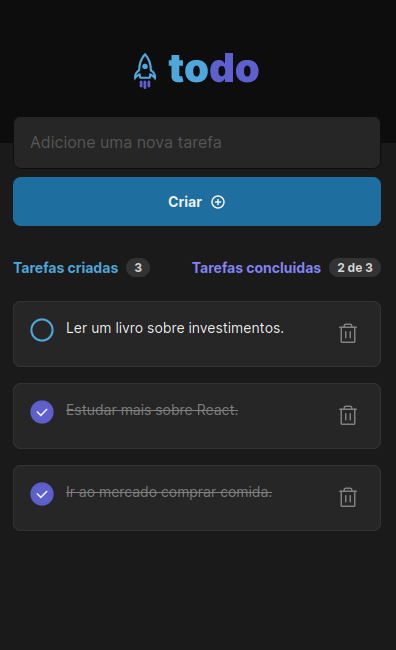 todo
Adicione uma nova tarefa
Criar
Tarefas criadas 3 Tarefas concluidas 2 de 3
Ler um livro sobre investimentos.
Estudar mais sobre React.
Ir ao mercado comprar comida.